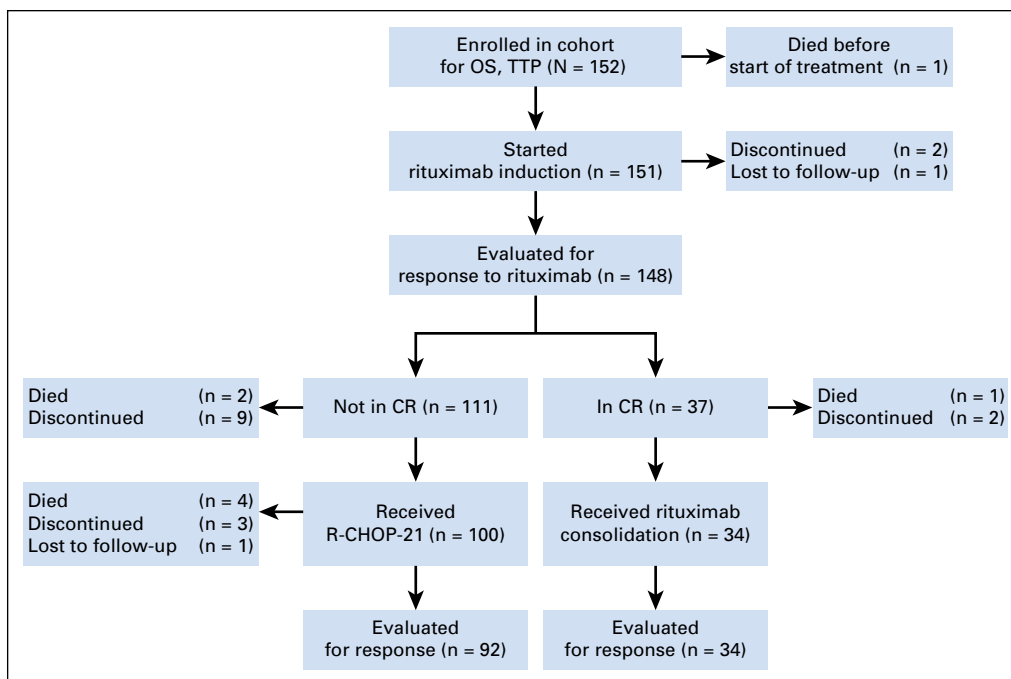 Enrolled in cohort
for OS, TTP (N = 152)
Died before
start of treatment (n = 1)
Started
rituximab induction (n = 151)
Discontinued (n = 2)
Lost to follow-up (n = 1)
Evaluated for
response to rituximab (n = 148)
Died (n = 2)
Discontinued (n = 9)
Not in CR (n = 111)
In CR (n = 37)
Died (n = 1)
Discontinued (n = 2)
Died (n = 4)
Discontinued (n = 3)
Lost to follow-up (n = 1)
Received
R-CHOP-21 (n = 100)
Received rituximab
consolidation (n = 34)
Evaluated
for response (n = 92)
Evaluated
for response (n = 34)